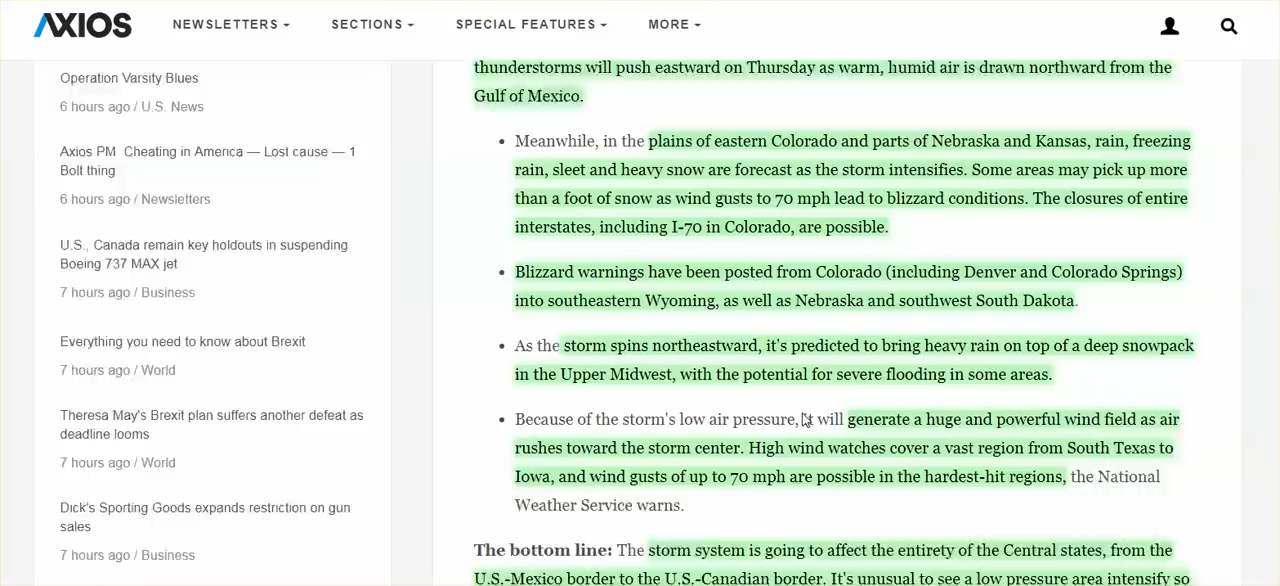 AXIOS NEWSLETTERS SECTIONS SPECIAL FEATURES MORE
Operation Varsity Blues
6 hours ago / U.S. News
Axios PM  Cheating in America — Lost cause — 1
Bolt thing
6 hours ago / Newsletters
U.S., Canada remain key holdouts in suspending
Boeing 737 MAX jet
7 hours ago / Business
Everything you need to know about Brexit
7 hours ago / World
Theresa May's Brexit plan suffers another defeat as
deadline looms
7 hours ago / World
Dick's Sporting Goods expands restriction on gun
sales
7 hours ago / Business
thunderstorms will push eastward on Thursday as warm, humid air is drawn northward from the
Gulf of Mexico.
• Meanwhile, in the plains of eastern Colorado and parts of Nebraska and Kansas, rain, freezing
rain, sleet and heavy snow are forecast as the storm intensifies. Some areas may pick up more
than a foot of snow as wind gusts to 70 mph lead to blizzard conditions. The closures of entire
interstates, including I-70 in Colorado, are possible.
• Blizzard warnings have been posted from Colorado (including Denver and Colorado Springs)
into southeastern Wyoming, as well as Nebraska and southwest South Dakota.
• As the storm spins northeastward, it's predicted to bring heavy rain on top of a deep snowpack
in the Upper Midwest, with the potential for severe flooding in some areas.
• Because of the storm's low air pressure, it will generate a huge and powerful wind field as air
rushes toward the storm center. High wind watches cover a vast region from South Texas to
Iowa, and wind gusts of up to 70 mph are possible in the hardest-hit regions, the National
Weather Service warns.
The bottom line: The storm system is going to affect the entirety of the Central states, from the
U.S.-Mexico border to the U.S.-Canadian border. It's unusual to see a low pressure area intensify so